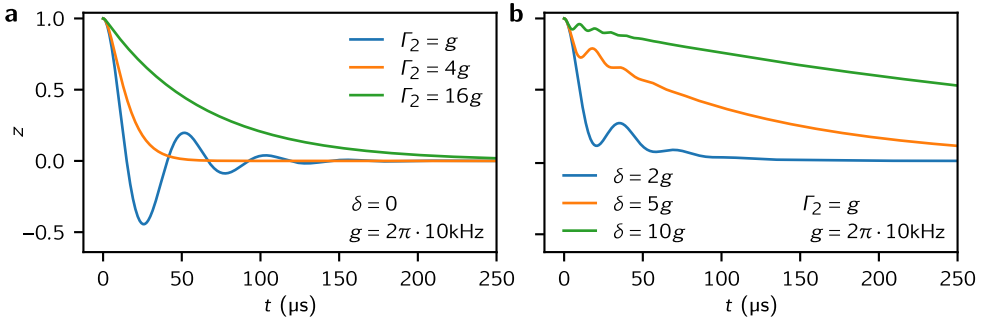 a
1.0
0.5
0.0
−0.5
z
Γ₂ = g
Γ₂ = 4g
Γ₂ = 16g
δ = 0
g = 2π · 10kHz
0 50 100 150 200 250
t (µs)
b
δ = 2g
δ = 5g
δ = 10g
Γ₂ = g
g = 2π · 10kHz
0 50 100 150 200 250
t (µs)